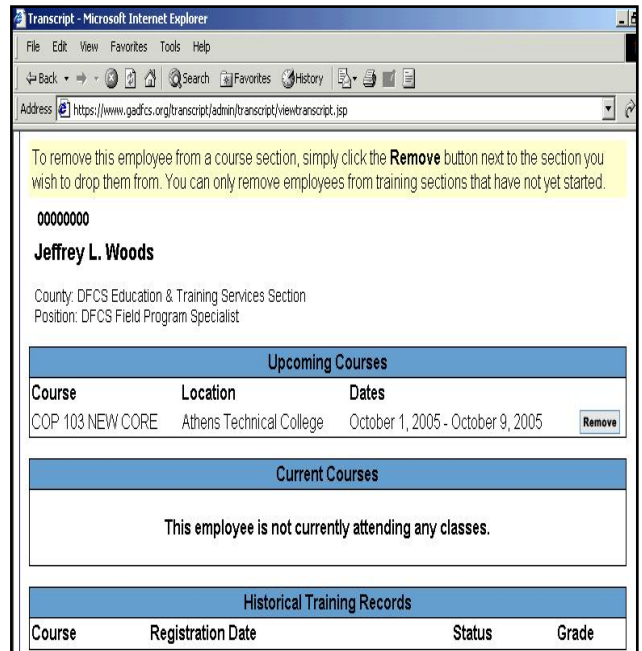 Transcript - Microsoft Internet Explorer
File Edit View Favorites Tools Help
Back Search Favorites History
Address https://www.gadfcs.org/transcript/admin/transcript/viewtranscript.jsp
To remove this employee from a course section, simply click the Remove button next to the section you
wish to drop them from. You can only remove employees from training sections that have not yet started.
00000000
Jeffrey L. Woods
County: DFCS Education & Training Services Section
Position: DFCS Field Program Specialist
Upcoming Courses
Course Location Dates
COP 103 NEW CORE Athens Technical College October 1, 2005 - October 9, 2005 Remove
Current Courses
This employee is not currently attending any classes.
Historical Training Records
Course Registration Date Status Grade